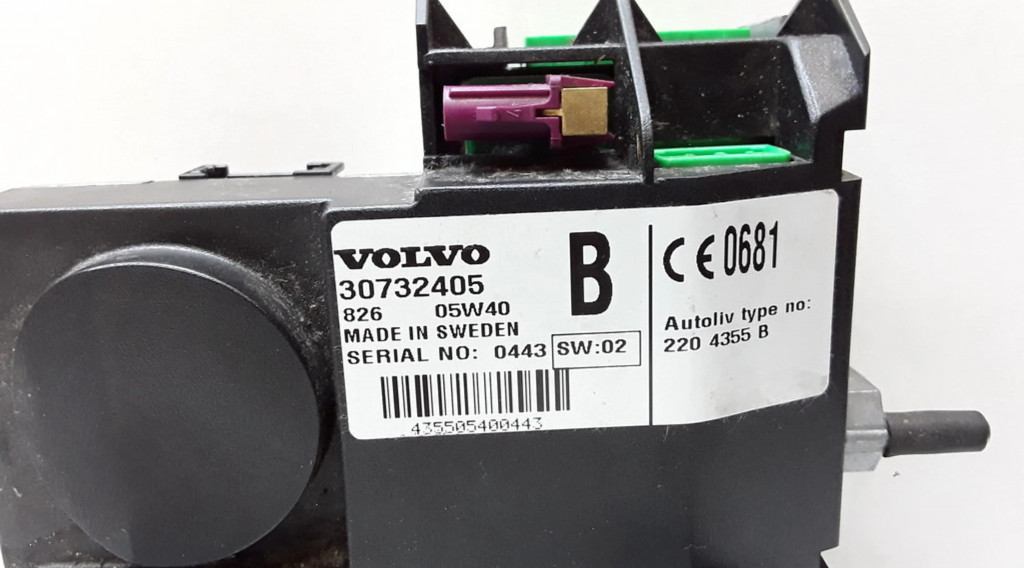 VOLVO
30732405
826 05W40
MADE IN SWEDEN
SERIAL NO: 0443 SW:02
435505400443
B
CE 0681
Autoliv type no:
220 4355 B